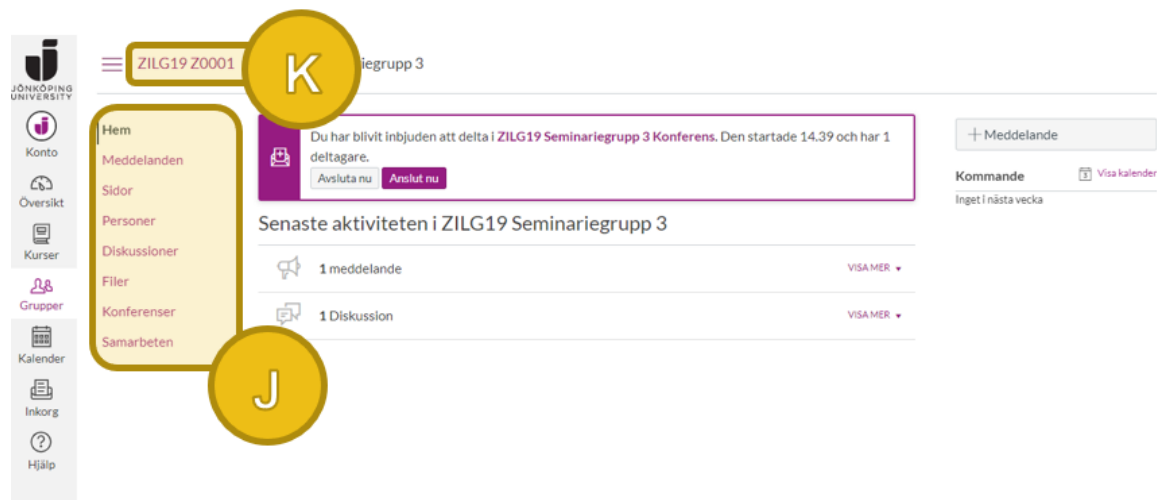 JÖNKÖPING
UNIVERSITY
Konto
Översikt
Kurser
Grupper
Kalender
Inkorg
Hjälp
ZILG19 Z0001
iegrupp 3
K
Hem
Meddelanden
Sidor
Personer
Diskussioner
Filer
Konferenser
Samarbeten
J
Du har blivit inbjuden att delta i ZILG19 Seminariegrupp 3 Konferens. Den startade 14.39 och har 1
deltagare.
Avsluta nu Anslut nu
Senaste aktiviteten i ZILG19 Seminariegrupp 3
1 meddelande VISA MER
1 Diskussion VISA MER
+ Meddelande
Kommande Visa kalender
Inget i nästa vecka